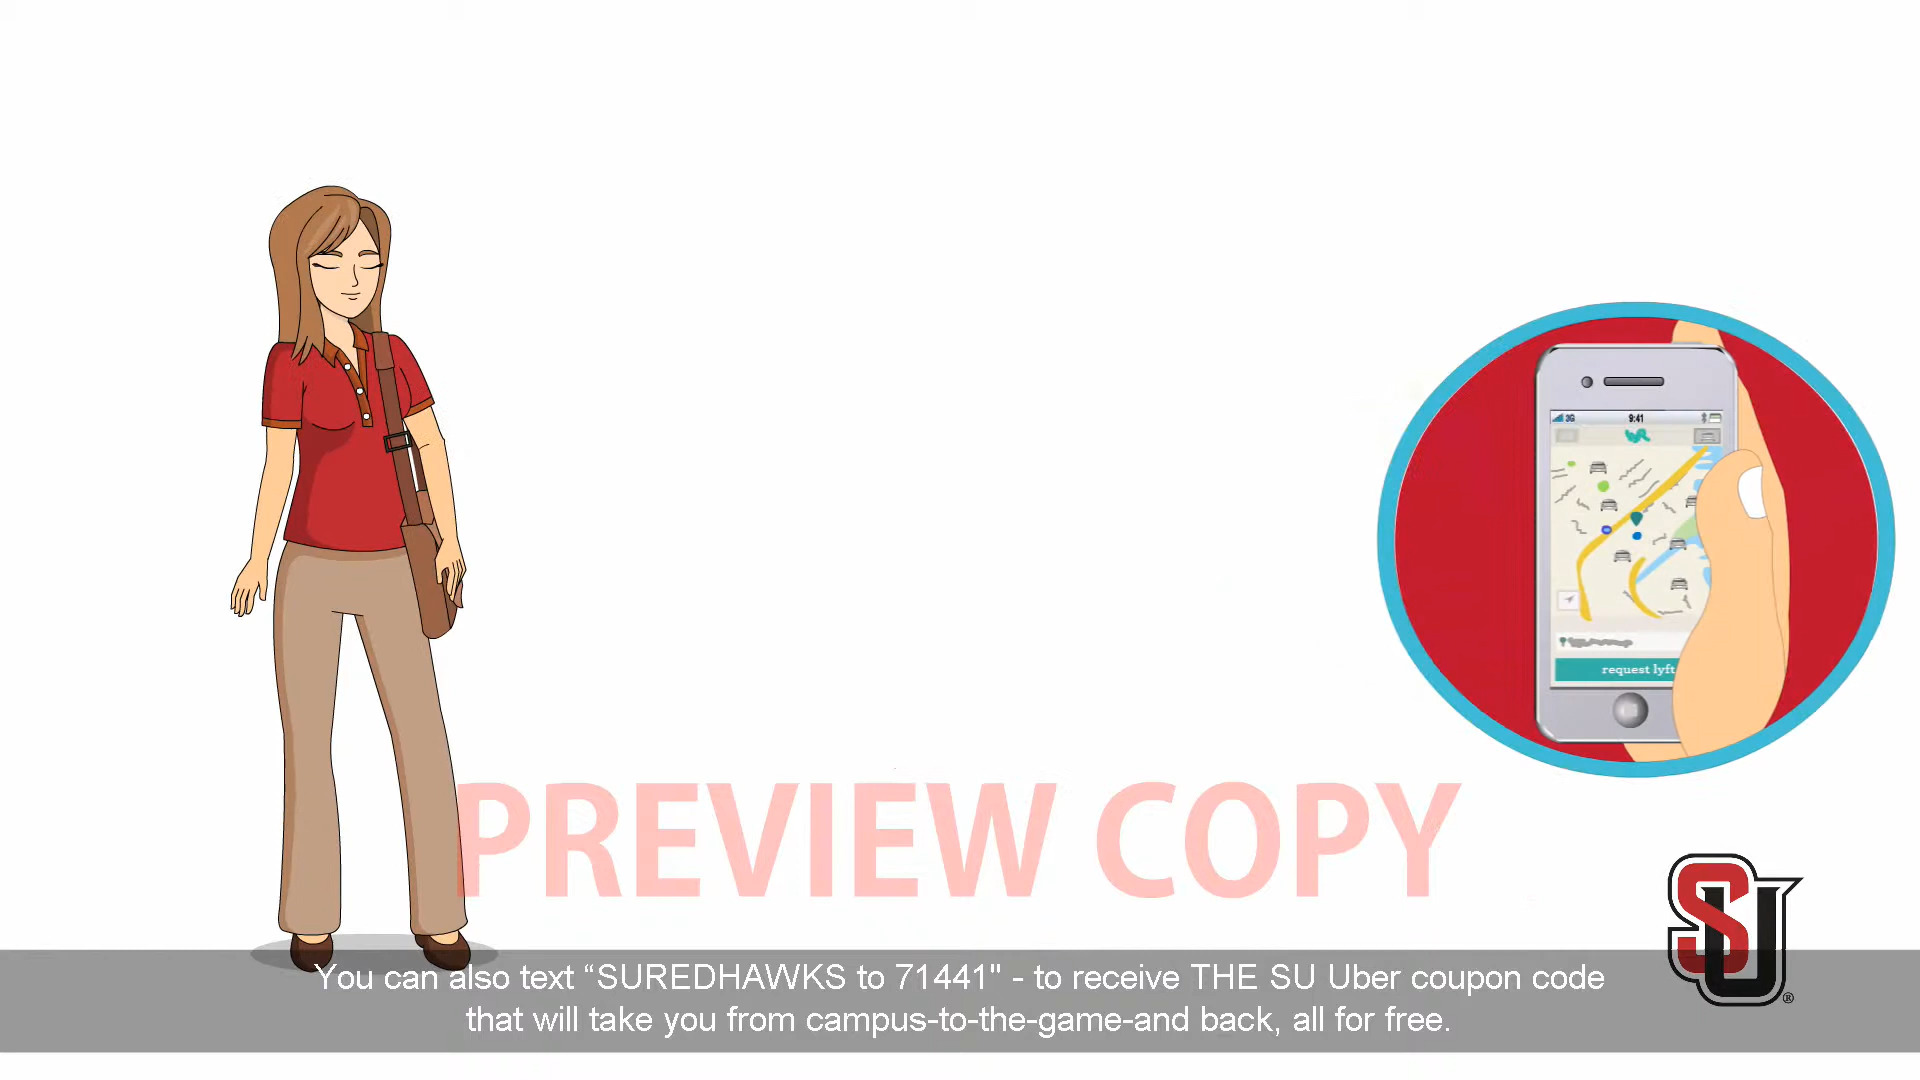 3G 9:41
request lyft
PREVIEW COPY
SU ®
You can also text “SUREDHAWKS to 71441" - to receive THE SU Uber coupon code
that will take you from campus-to-the-game-and back, all for free.